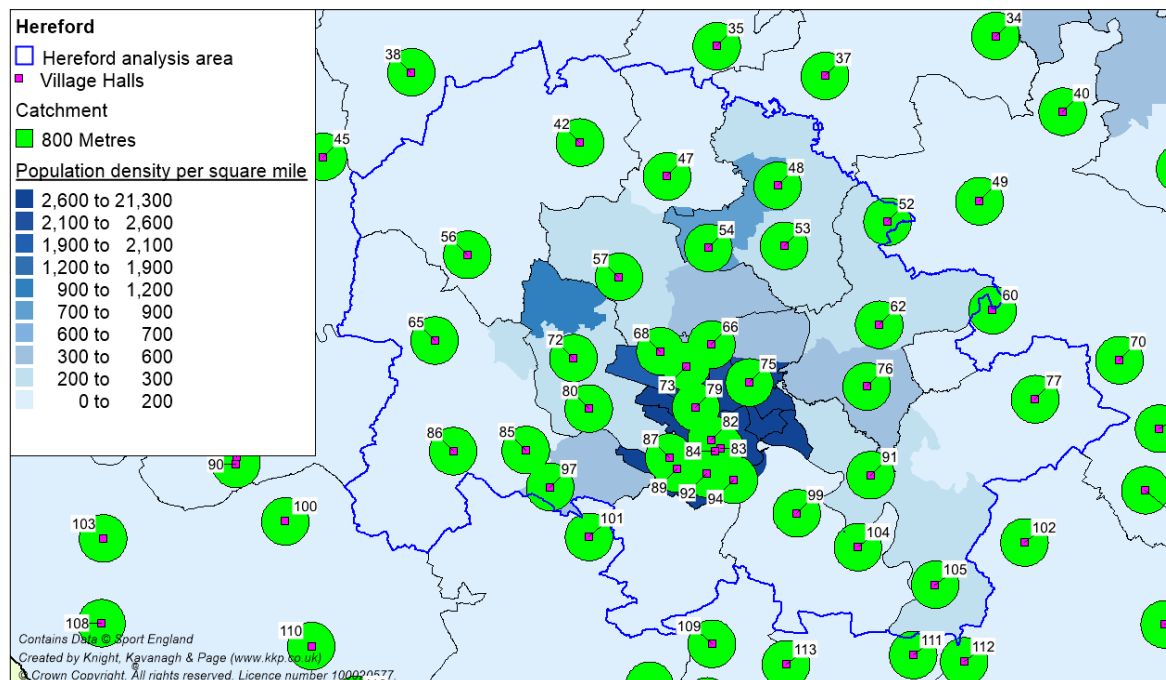 Hereford
Hereford analysis area
Village Halls
Catchment
800 Metres
Population density per square mile
2,600 to 21,300
2,100 to 2,600
1,900 to 2,100
1,200 to 1,900
900 to 1,200
700 to 900
600 to 700
300 to 600
200 to 300
0 to 200
34
35
37
38
40
42
45
47
48
49
52
53
54
56
57
60
62
65
66
68
70
72
73
75
76
77
79
80
82
83
84
85
86
87
89
90
91
92
94
97
99
100
101
102
103
104
105
108
109
110
111
112
113
Contains Data © Sport England
Created by Knight, Kavanagh & Page (www.kkp.co.uk)
© Crown Copyright. All rights reserved. Licence number 100020577.